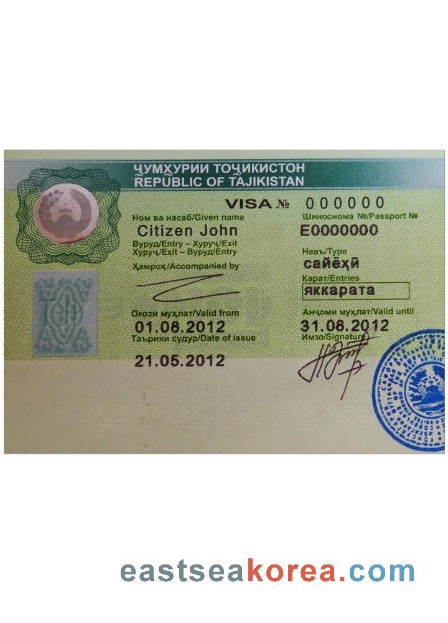 ҶУМҲУРИИ ТОҶИКИСТОН
REPUBLIC OF TAJIKISTAN
VISA № 000000
Ном ва насаб/Given name
Шиноснома №/Passport №
Citizen John
E0000000
Вуруд/Entry – Хуруҷ/Exit
Хуруҷ/Exit – Вуруд/Entry
Навъ/Type
сайёҳӣ
Ҳамроҳ/Accompanied by
Карат/Entries
яккарата
Оғози муҳлат/Valid from
Анҷоми муҳлат/Valid until
01.08.2012
31.08.2012
Таърихи судур/Date of issue
Имзо/Signature
21.05.2012
eastseakorea.com